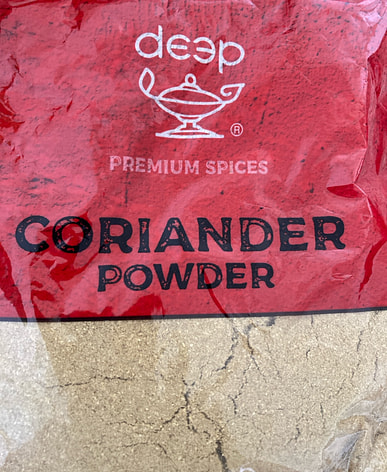 deep
®
PREMIUM SPICES
CORIANDER
POWDER